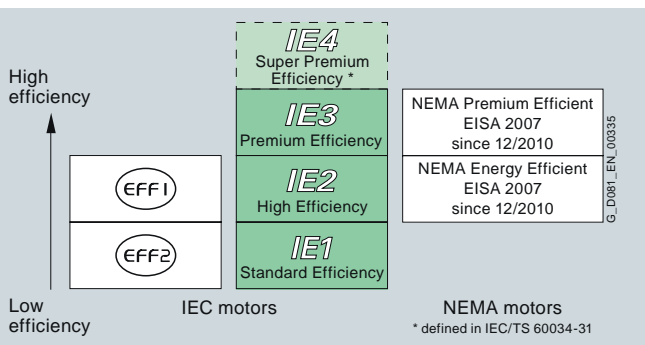 High
efficiency
IE4
Super Premium
Efficiency *
IE3
Premium Efficiency
NEMA Premium Efficient
EISA 2007
since 12/2010
EFF1
IE2
High Efficiency
NEMA Energy Efficient
EISA 2007
since 12/2010
EFF2
IE1
Standard Efficiency
Low
efficiency
IEC motors
NEMA motors
* defined in IEC/TS 60034-31
G_D081_EN_00335